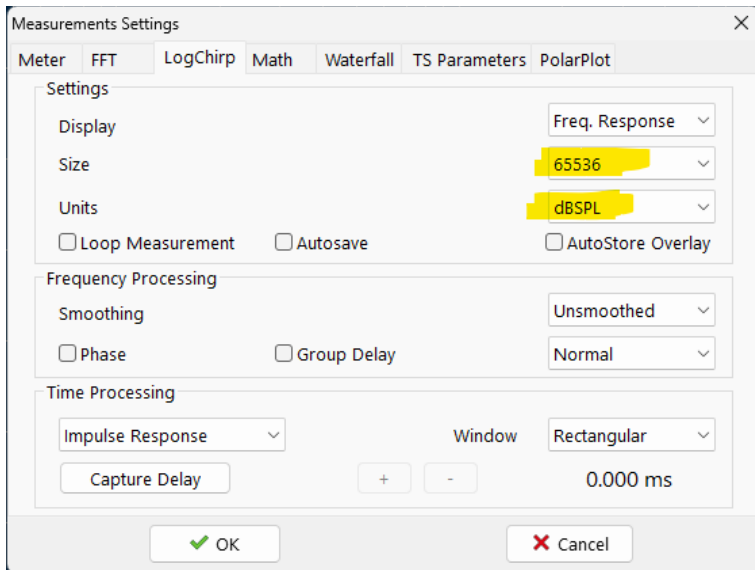 Measurements Settings
Meter FFT LogChirp Math Waterfall TS Parameters PolarPlot
Settings
Display Freq. Response
Size 65536
Units dBSPL
Loop Measurement Autosave AutoStore Overlay
Frequency Processing
Smoothing Unsmoothed
Phase Group Delay Normal
Time Processing
Impulse Response Window Rectangular
Capture Delay + - 0.000 ms
OK Cancel